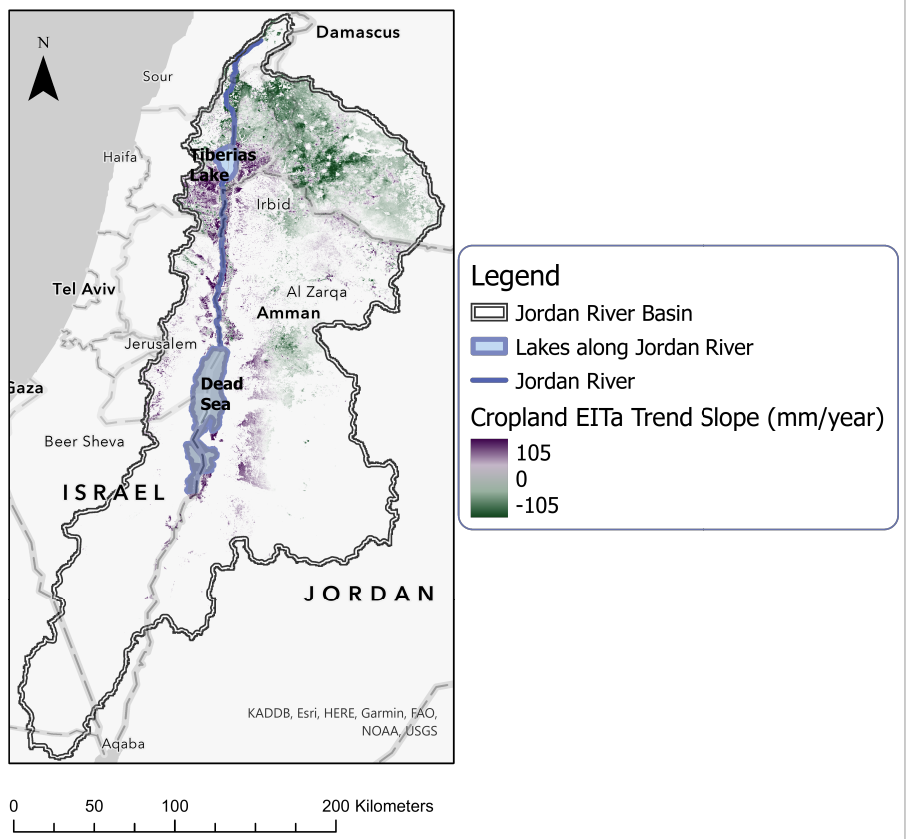 N
Damascus
Sour
Haifa
Tiberias
Lake
Irbid
Tel Aviv
Al Zarqa
Amman
Jerusalem
Gaza
Dead
Sea
Beer Sheva
ISRAEL
JORDAN
KADDB, Esri, HERE, Garmin, FAO,
NOAA, USGS
Aqaba
0 50 100 200 Kilometers
Legend
Jordan River Basin
Lakes along Jordan River
Jordan River
Cropland EITa Trend Slope (mm/year)
105
0
-105